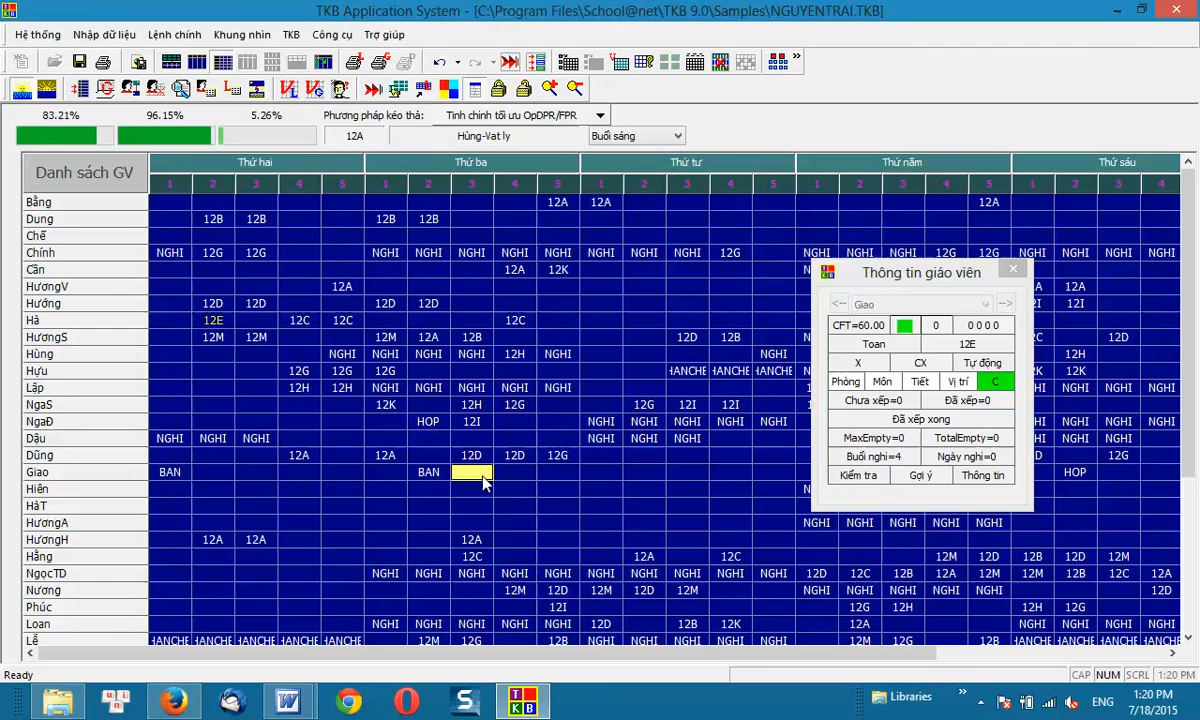 TKB Application System - [C:\Program Files\School@net\TKB 9.0\Samples\NGUYENTRAI.TKB]
Hệ thống Nhập dữ liệu Lệnh chính Khung nhìn TKB Công cụ Trợ giúp
83.21% 96.15% 5.26% Phương pháp kéo thả: Tinh chỉnh tối ưu OpDPR/FPR
12A Hùng-Vat ly Buổi sáng
Danh sách GV Thứ hai Thứ ba Thứ tư Thứ năm Thứ sáu
1 2 3 4 5 1 2 3 4 5 1 2 3 4 5 1 2 3 4 5 1 2 3 4
Bằng 12A 12A 12A
Dung 12B 12B 12B 12B
Chế
Chính NGHI 12G 12G NGHI NGHI NGHI NGHI NGHI NGHI NGHI NGHI 12G NGHI NGHI NGHI 12G 12G NGHI NGHI NGHI NGHI
Cần 12A 12K
HươngV 12A 12A
Hướng 12D 12D 12D 12D 12I
Hà 12E 12C 12C 12C
HươngS 12M 12M 12M 12A 12B 12D 12B 12D
Hùng NGHI NGHI NGHI NGHI 12H NGHI NGHI 12H
Hựu 12G 12G 12G HANCHE HANCHE HANCHE 12K
Lập 12H 12H NGHI NGHI NGHI NGHI NGHI NGHI NGHI NGHI
NgaS 12K 12H 12G 12G 12I 12I
NgaĐ HOP 12I NGHI NGHI NGHI NGHI NGHI NGHI NGHI NGHI
Dậu NGHI NGHI NGHI NGHI NGHI NGHI
Dũng 12A 12A 12D 12D 12G 12G
Giao BAN BAN HOP
Hiên
HàT
HươngA NGHI NGHI NGHI NGHI NGHI
HươngH 12A 12A 12A
Hằng 12C 12A 12C 12M 12D 12B 12D 12M
NgọcTD NGHI NGHI NGHI NGHI NGHI NGHI NGHI NGHI NGHI NGHI 12D 12C 12B 12A 12M 12M 12B 12C 12A
Nương 12M 12D 12M 12D 12M NGHI NGHI NGHI NGHI NGHI 12D
Phúc 12I 12G 12H 12H 12G
Loan NGHI NGHI NGHI NGHI NGHI 12D 12B 12K 12A
Lễ HANCHE HANCHE HANCHE HANCHE HANCHE 12M 12G 12B 12M 12G 12B HANCHE HANCHE HANCHE HANCHE
Thông tin giáo viên
<-- Giao -->
CFT=60.00 0 0 0 0 0
Toan 12E
X CX Tự động
Phòng Môn Tiết Vị trí C
Chưa xếp=0 Đã xếp=0
Đã xếp xong
MaxEmpty=0 TotalEmpty=0
Buổi nghi=4 Ngày nghi=0
Kiểm tra Gợi ý Thông tin
Ready CAP NUM SCRL 1:20 PM
Libraries ENG 1:20 PM
7/18/2015